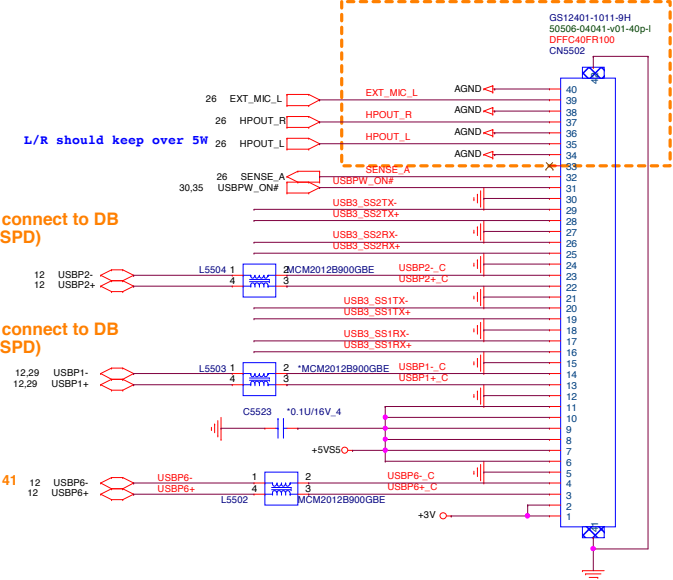 GS12401-1011-9H
50506-04041-v01-40p-l
DFFC40FR100
CN5502
AGND 40
26 EXT_MIC_L EXT_MIC_L 39
AGND 38
26 HPOUT_R HPOUT_R 37
AGND 36
L/R should keep over 5W 26 HPOUT_L HPOUT_L 35
AGND 34
33
26 SENSE_A SENSE_A 32
30,35 USBPW_ON# USBPW_ON# 31
30
USB3_SS2TX- 29
connect to DB USB3_SS2TX+ 28
27
SPD) USB3_SS2RX- 26
USB3_SS2RX+ 25
24
12 USBP2- L5504 1 2 MCM2012B900GBE USBP2-_C 23
12 USBP2+ 4 3 USBP2+_C 22
21
USB3_SS1TX- 20
connect to DB USB3_SS1TX+ 19
18
SPD) USB3_SS1RX- 17
USB3_SS1RX+ 16
15
12,29 USBP1- L5503 1 2 *MCM2012B900GBE USBP1-_C 14
12,29 USBP1+ 4 3 USBP1+_C 13
12
C5523 *0.1U/16V_4 11
10
9
8
+5VS5 7
6
5
41 12 USBP6- USBP6- 1 2 USBP6-_C 4
12 USBP6+ USBP6+ 4 3 USBP6+_C 3
L5502 MCM2012B900GBE
2
+3V 1
41